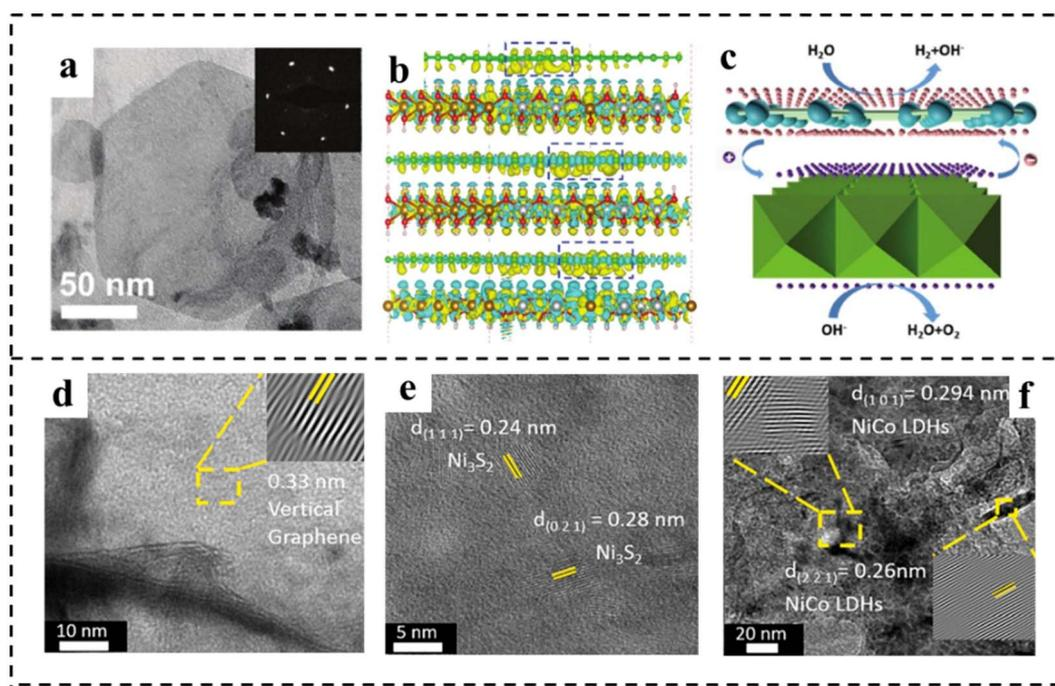 a
50 nm
b
c
H₂O
H₂+OH⁻
+
-
OH⁻
H₂O+O₂
d
0.33 nm
Vertical
Graphene
10 nm
e
d(1 1 1)= 0.24 nm
Ni₃S₂
d(0 2 1) = 0.28 nm
Ni₃S₂
5 nm
f
d(1 0 1)= 0.294 nm
NiCo LDHs
d(2 2 1)= 0.26nm
NiCo LDHs
20 nm